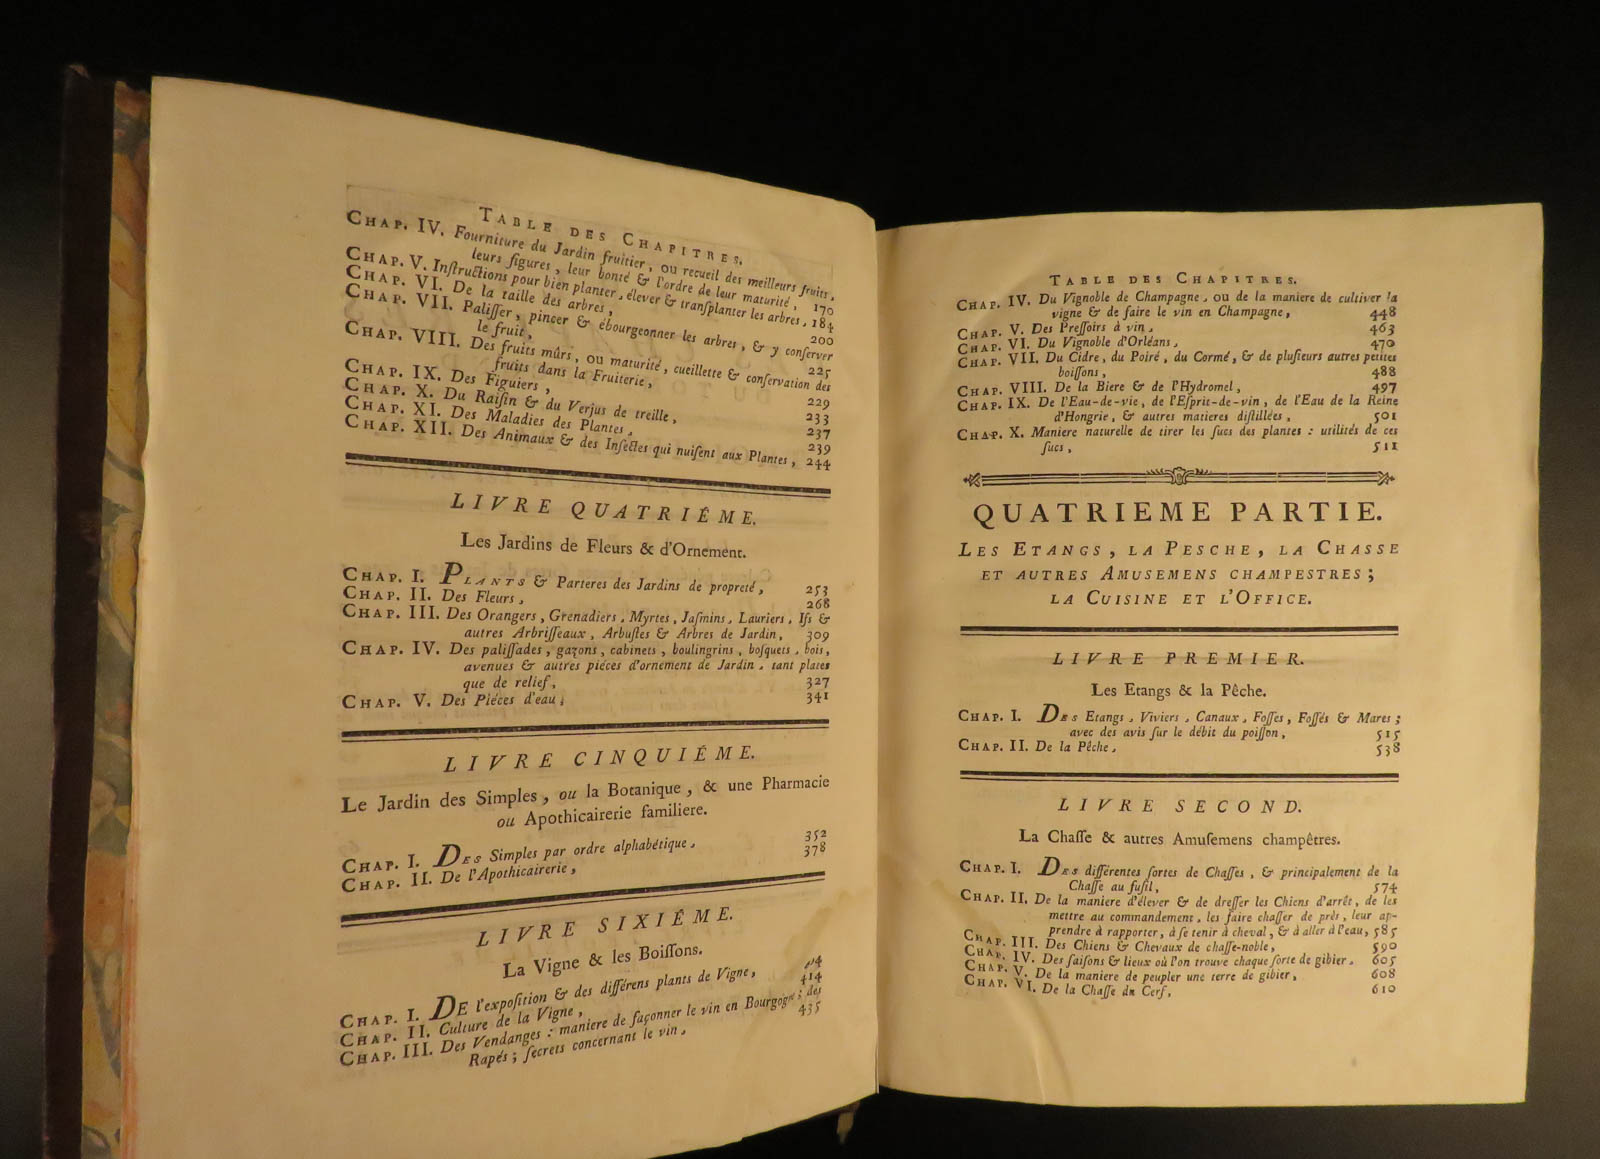 TABLE DES CHAPITRES.
CHAP. IV. Fourniture du Jardin fruitier, ou recueil des meilleurs fruits,
leurs figures, leur bonté & l'ordre de leur maturité, 170
CHAP. V. Inſtructions pour bien planter, élever & tranſplanter les arbres, 184
CHAP. VI. De la taille des arbres, 200
CHAP. VII. Paliſſer, pincer & ébourgeonner les arbres, & y conſerver
le fruit, 225
CHAP. VIII. Des fruits mûrs, ou maturité, cueillette & conſervation des
fruits dans la Fruiterie, 229
CHAP. IX. Des Figuiers, 233
CHAP. X. Du Raiſin & du Verjus de treille, 237
CHAP. XI. Des Maladies des Plantes, 239
CHAP. XII. Des Animaux & des Inſectes qui nuiſent aux Plantes, 244
LIVRE QUATRIÉME.
Les Jardins de Fleurs & d'Ornement.
CHAP. I. PLANTS & Parteres des Jardins de propreté, 253
CHAP. II. Des Fleurs, 268
CHAP. III. Des Orangers, Grenadiers, Myrtes, Jaſmins, Lauriers, Ifs &
autres Arbriſſeaux, Arbuſtes & Arbres de Jardin, 309
CHAP. IV. Des paliſſades, gazons, cabinets, boulingrins, boſquets, bois,
avenues & autres piéces d'ornement de Jardin, tant plates
que de relief, 327
CHAP. V. Des Piéces d'eau, 341
LIVRE CINQUIÉME.
Le Jardin des Simples, ou la Botanique, & une Pharmacie
ou Apothicairerie familiere.
CHAP. I. DES Simples par ordre alphabétique, 352
CHAP. II. De l'Apothicairerie, 378
LIVRE SIXIÉME.
La Vigne & les Boiſſons.
CHAP. I. DE l'expoſition & des différens plants de Vigne,
CHAP. II. Culture de la Vigne, 414
CHAP. III. Des Vendanges : maniere de façonner le vin en Bourgogne ; des
Rapés ; ſecrets concernant le vin, 435
TABLE DES CHAPITRES.
CHAP. IV. Du Vignoble de Champagne, ou de la maniere de cultiver la
vigne & de faire le vin en Champagne, 448
CHAP. V. Des Preſſoirs à vin, 463
CHAP. VI. Du Vignoble d'Orléans, 470
CHAP. VII. Du Cidre, du Poiré, du Cormé, & de pluſieurs autres petites
boiſſons, 488
CHAP. VIII. De la Biere & de l'Hydromel, 497
CHAP. IX. De l'Eau-de-vie, de l'Eſprit-de-vin, de l'Eau de la Reine
d'Hongrie, & autres matieres diſtillées, 501
CHAP. X. Maniere naturelle de tirer les ſucs des plantes : utilités de ces
ſucs, 511
QUATRIEME PARTIE.
LES ETANGS, LA PESCHE, LA CHASSE
ET AUTRES AMUSEMENS CHAMPESTRES ;
LA CUISINE ET L'OFFICE.
LIVRE PREMIER.
Les Etangs & la Pêche.
CHAP. I. DES Etangs, Viviers, Canaux, Foſſes, Foſſés & Mares ;
avec des avis ſur le débit du poiſſon, 515
CHAP. II. De la Pêche, 538
LIVRE SECOND.
La Chaſſe & autres Amuſemens champêtres.
CHAP. I. DES différentes ſortes de Chaſſes, & principalement de la
Chaſſe au fuſil, 574
CHAP. II. De la maniere d'élever & de dreſſer les Chiens d'arrêt, de les
mettre au commandement, les faire chaſſer de près, leur ap-
prendre à rapporter, à ſe tenir à cheval, & à aller à l'eau, 585
CHAP. III. Des Chiens & Chevaux de chaſſe-noble, 590
CHAP. IV. Des ſaiſons & lieux où l'on trouve chaque ſorte de gibier, 605
CHAP. V. De la maniere de peupler une terre de gibier, 608
CHAP. VI. De la Chaſſe du Cerf, 610